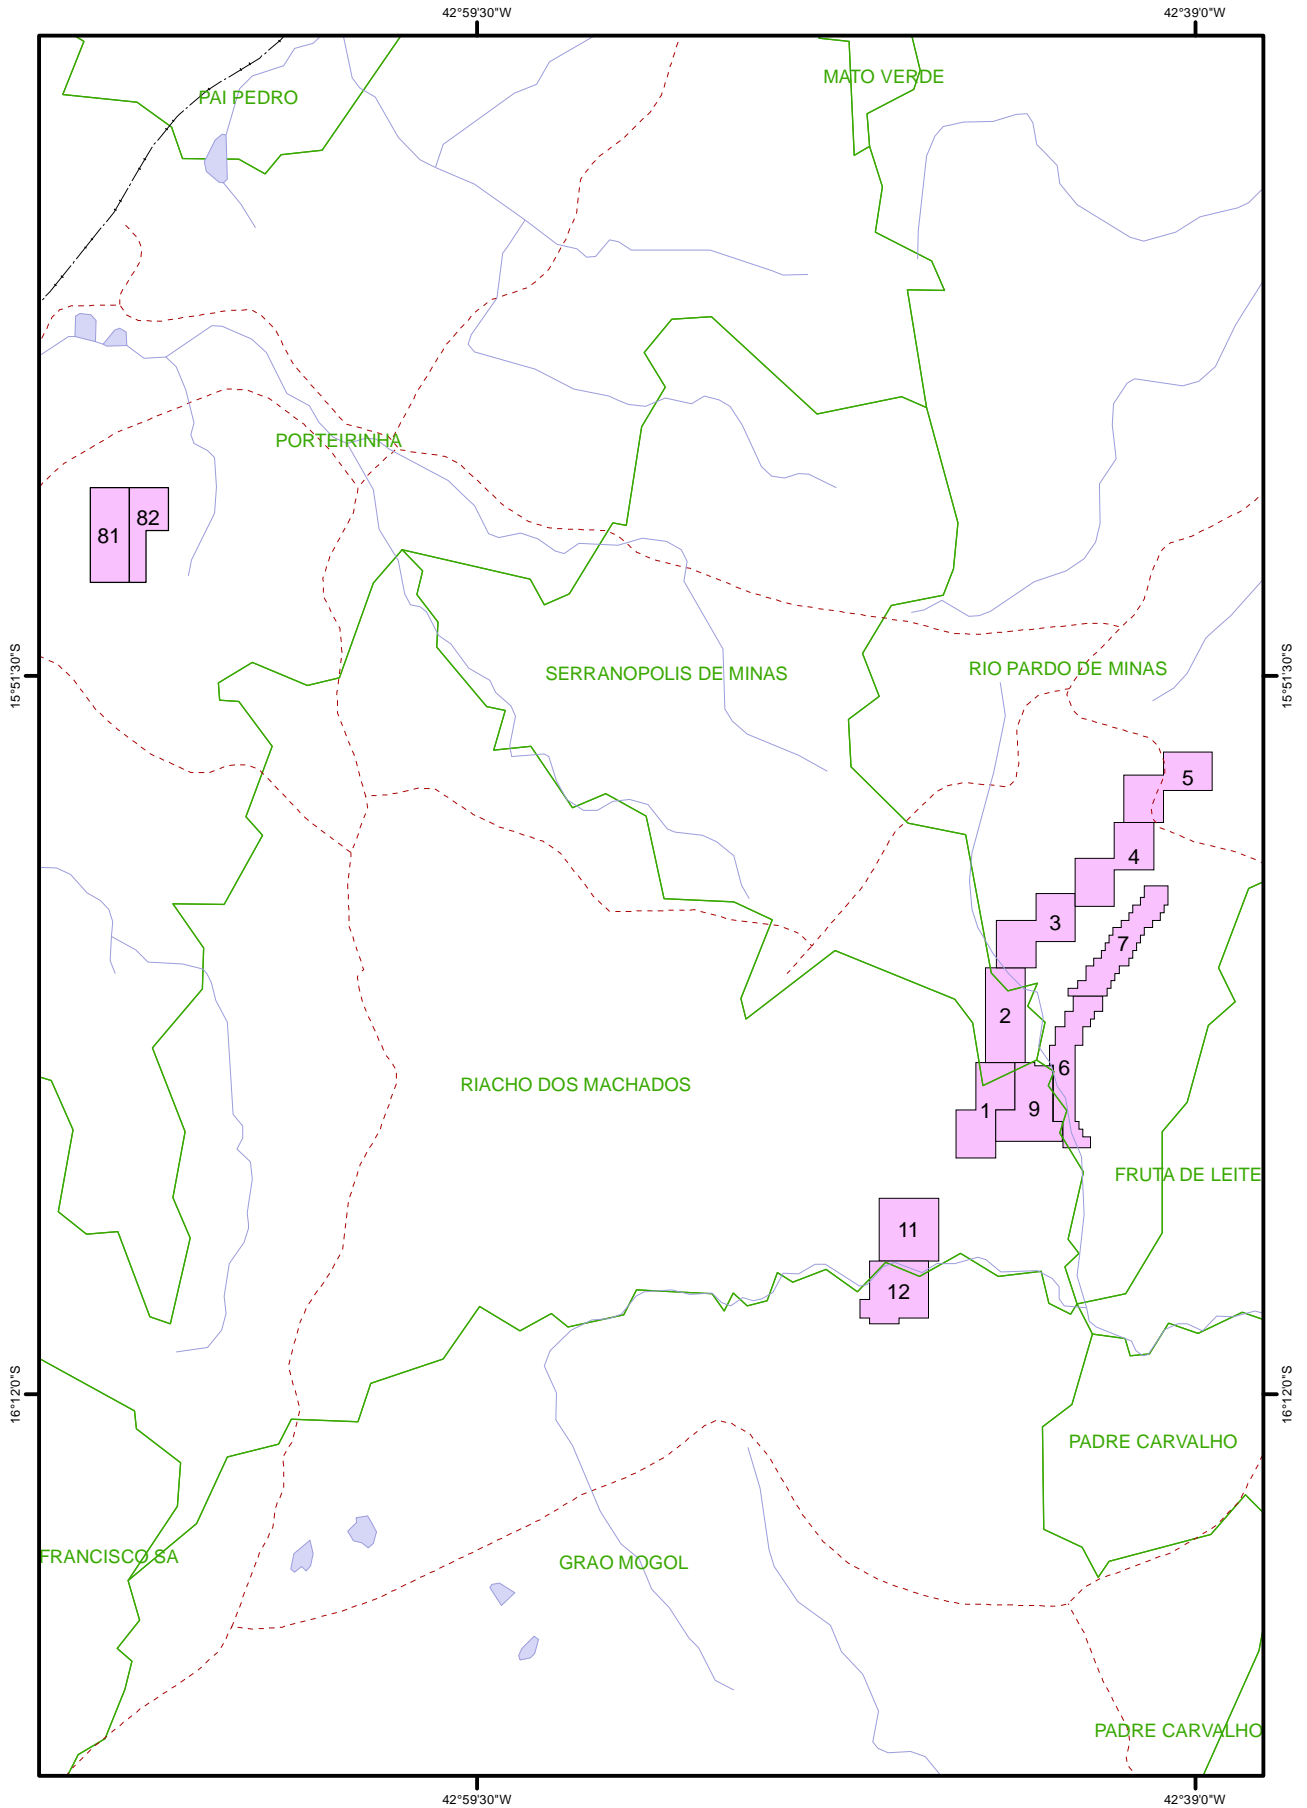 42°59'30"W
42°39'0"W
MATO VERDE
PAI PEDRO
PORTEIRINHA
82
81
15°51'30"S
15°51'30"S
SERRANOPOLIS DE MINAS
RIO PARDO DE MINAS
5
4
3
7
2
6
RIACHO DOS MACHADOS
1
9
FRUTA DE LEITE
11
12
16°12'0"S
16°12'0"S
PADRE CARVALHO
FRANCISCO SA
GRAO MOGOL
PADRE CARVALHO
42°59'30"W
42°39'0"W